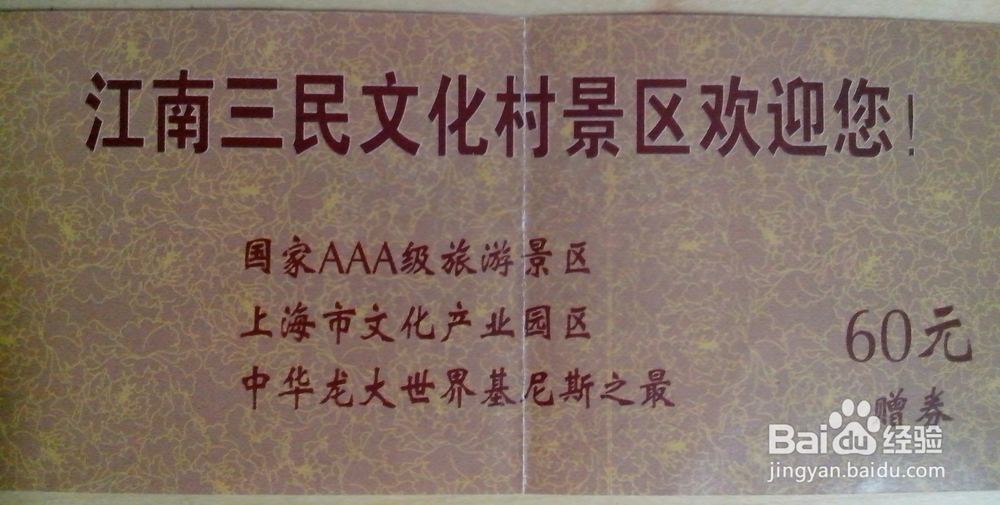 江南三民文化村景区欢迎您！
国家AAA级旅游景区
上海市文化产业园区
中华龙大世界基尼斯之最
60元
赠券
Baidu经验
jingyan.baidu.com